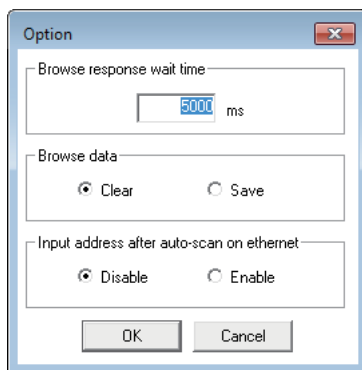 Option
Browse response wait time
5000 ms
Browse data
Clear Save
Input address after auto-scan on ethernet
Disable Enable
OK Cancel